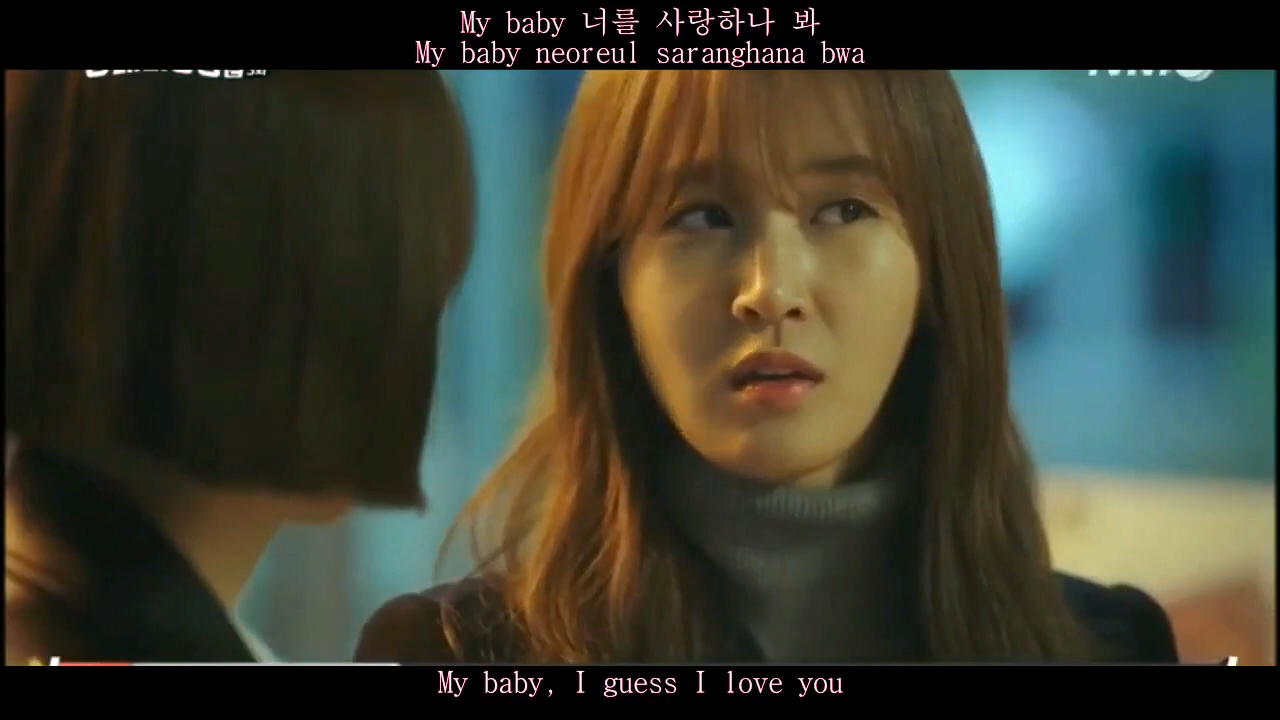 My baby 너를 사랑하나 봐
My baby neoreul saranghana bwa
My baby, I guess I love you